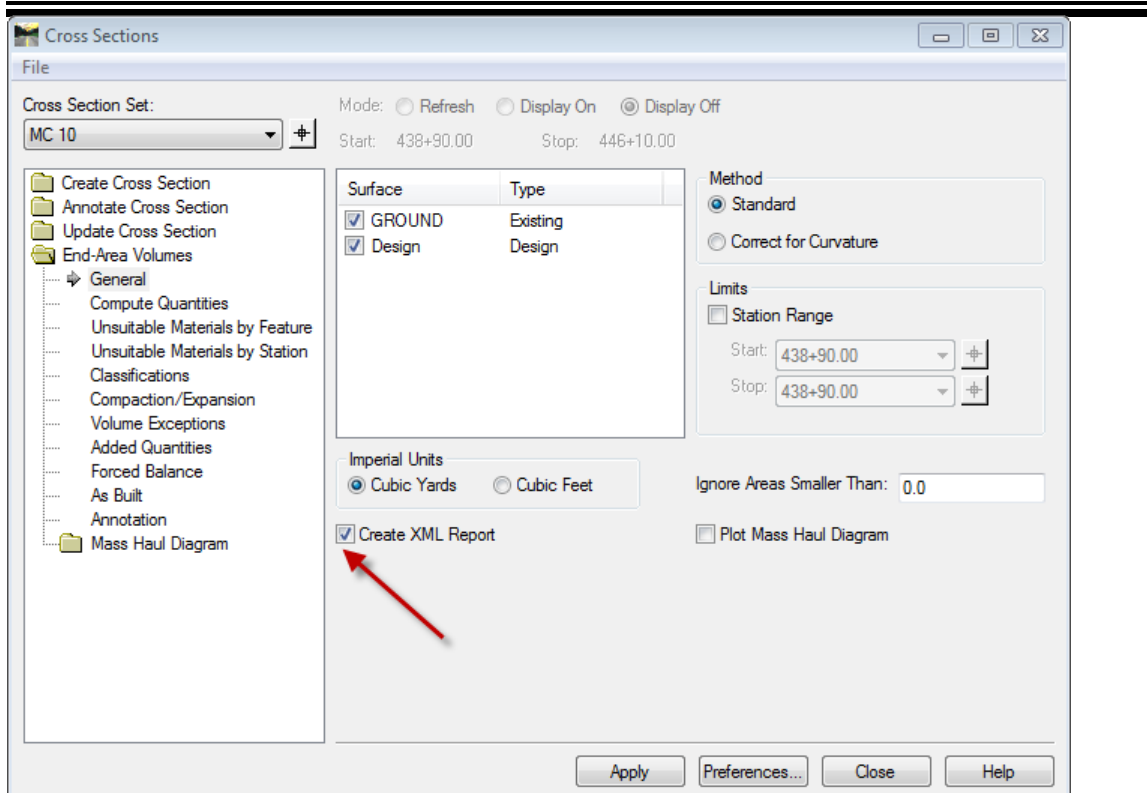 Cross Sections
File
Cross Section Set:
MC 10
Mode: Refresh Display On Display Off
Start: 438+90.00 Stop: 446+10.00
Create Cross Section
Annotate Cross Section
Update Cross Section
End-Area Volumes
General
Compute Quantities
Unsuitable Materials by Feature
Unsuitable Materials by Station
Classifications
Compaction/Expansion
Volume Exceptions
Added Quantities
Forced Balance
As Built
Annotation
Mass Haul Diagram
Surface Type
GROUND Existing
Design Design
Method
Standard
Correct for Curvature
Limits
Station Range
Start: 438+90.00
Stop: 438+90.00
Imperial Units
Cubic Yards Cubic Feet
Ignore Areas Smaller Than: 0.0
Create XML Report
Plot Mass Haul Diagram
Apply Preferences... Close Help